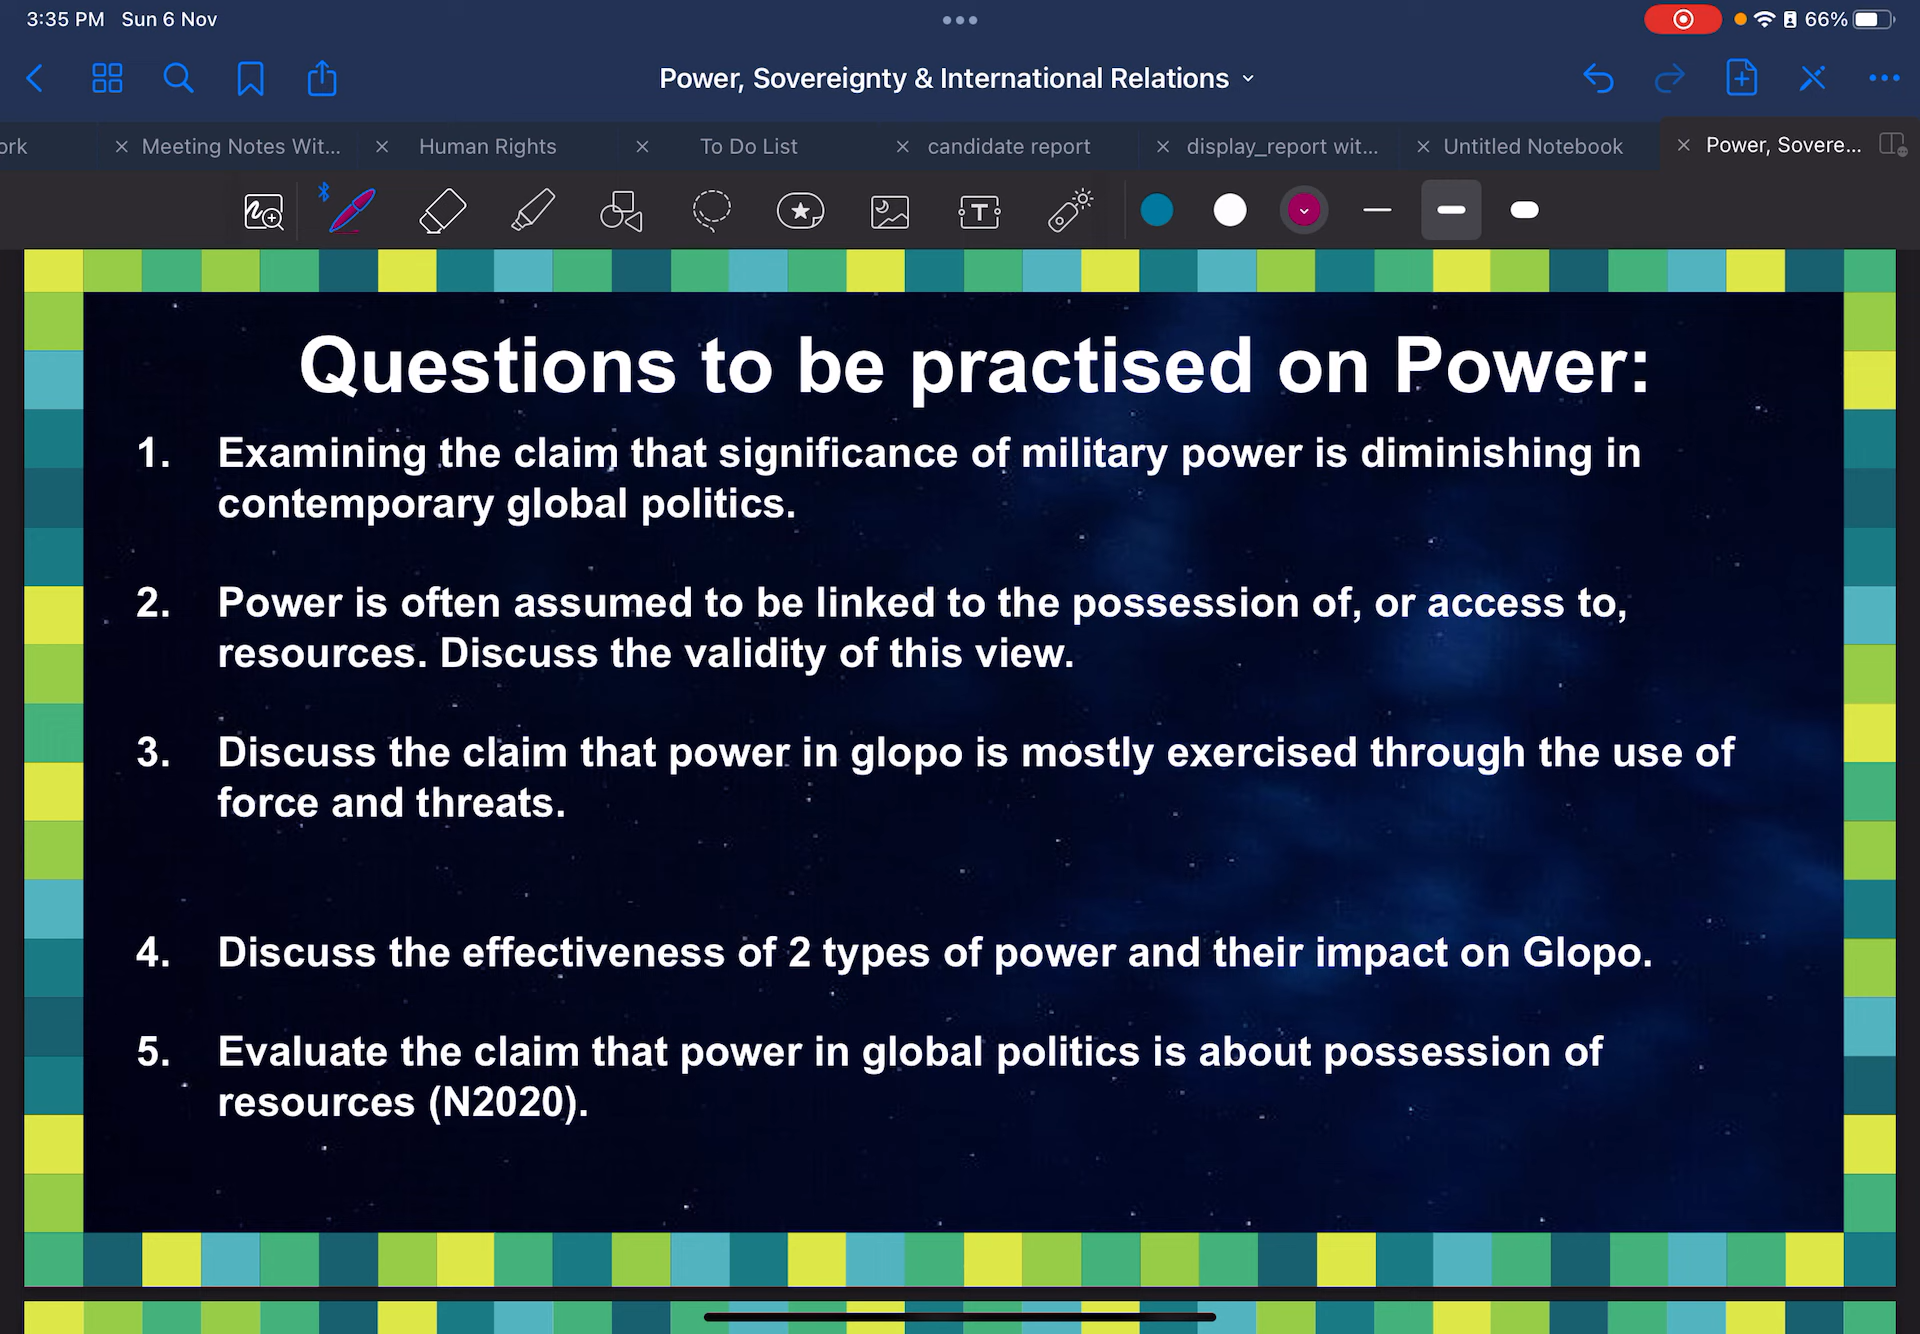 3:35 PM Sun 6 Nov
66%
Power, Sovereignty & International Relations
ork
Meeting Notes Wit...
Human Rights
To Do List
candidate report
display_report wit...
Untitled Notebook
Power, Sovere...
T
Questions to be practised on Power:
1. Examining the claim that significance of military power is diminishing in
contemporary global politics.
2. Power is often assumed to be linked to the possession of, or access to,
resources. Discuss the validity of this view.
3. Discuss the claim that power in glopo is mostly exercised through the use of
force and threats.
4. Discuss the effectiveness of 2 types of power and their impact on Glopo.
5. Evaluate the claim that power in global politics is about possession of
resources (N2020).